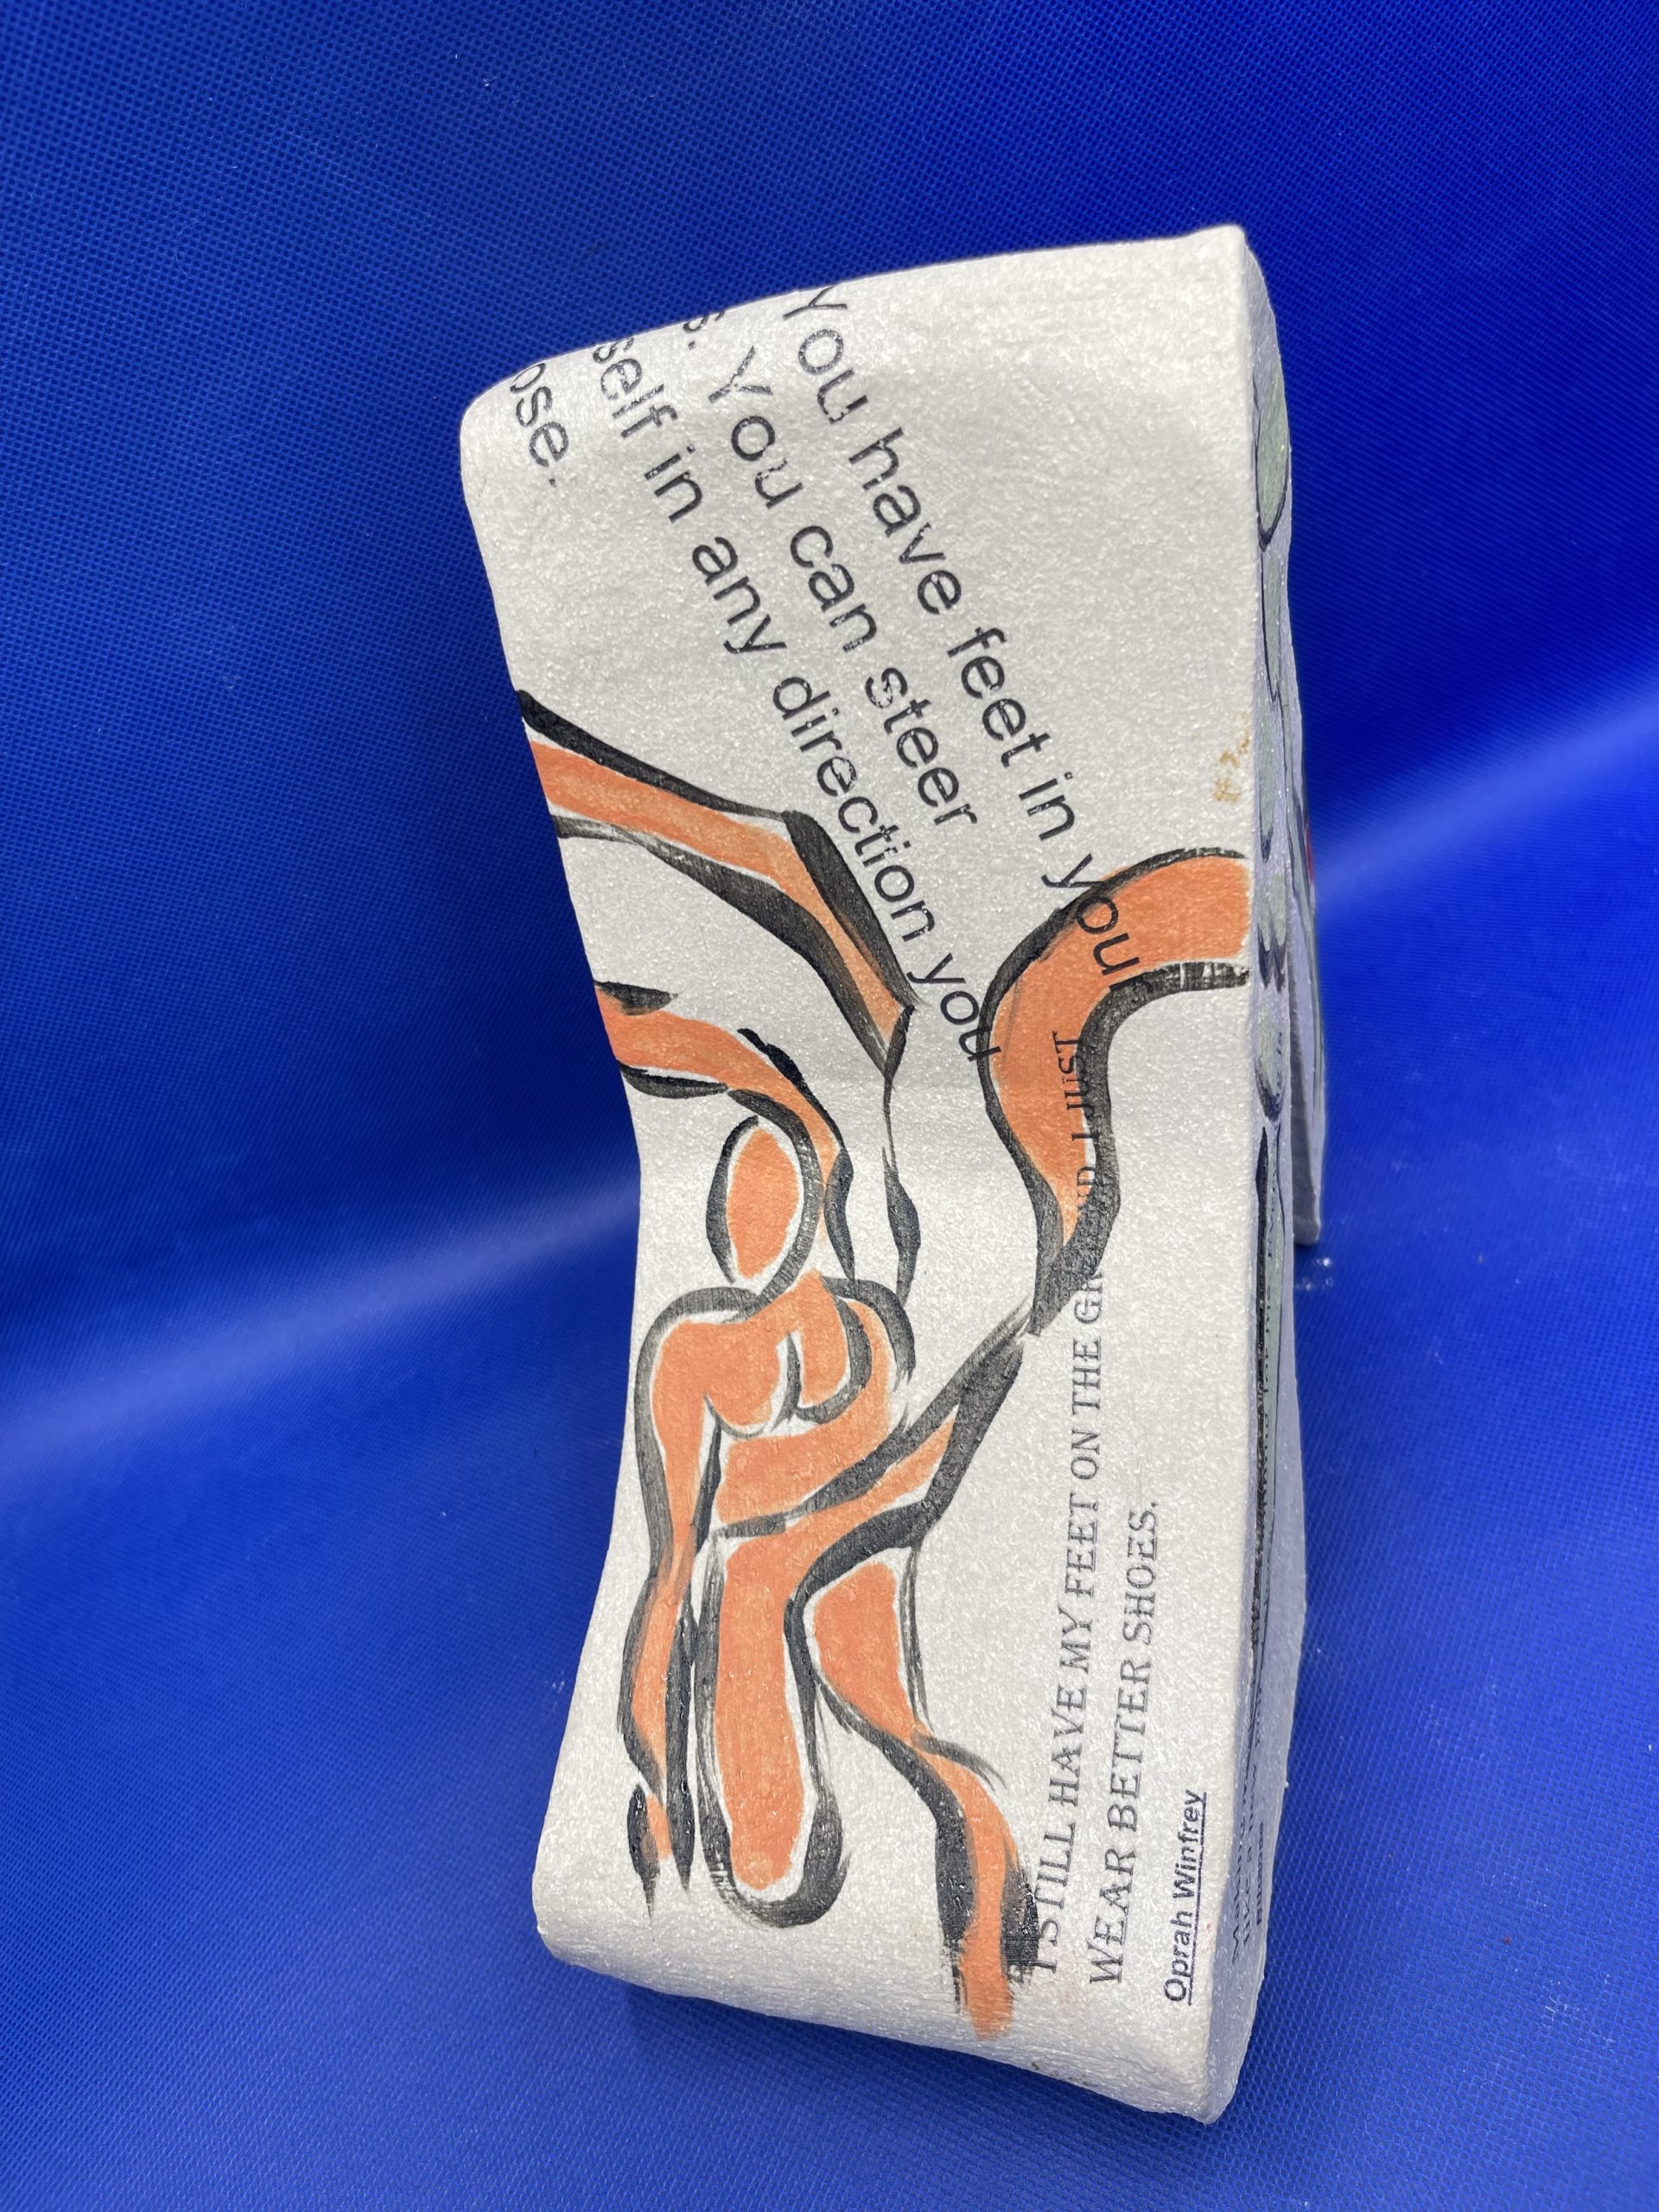 You have feet in your
s. You can steer
self in any direction you
ose.
I STILL HAVE MY FEET ON THE GROUND, I JUST
WEAR BETTER SHOES.
Oprah Winfrey